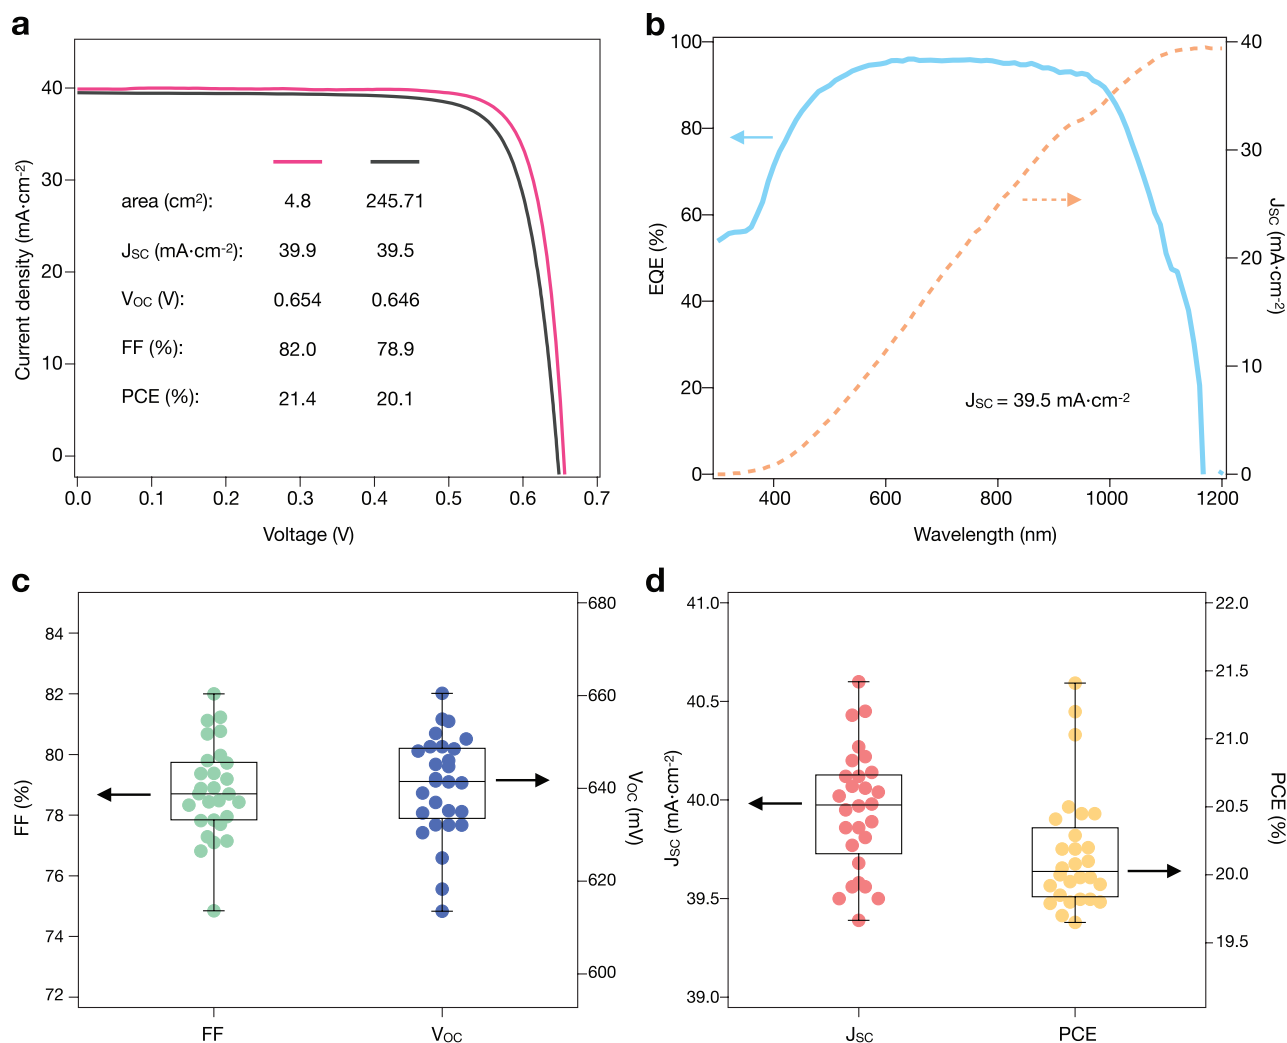 a
40
30
20
10
0
Current density (mA·cm-2)
area (cm2): 4.8 245.71
JSC (mA·cm-2): 39.9 39.5
VOC (V): 0.654 0.646
FF (%): 82.0 78.9
PCE (%): 21.4 20.1
0.0 0.1 0.2 0.3 0.4 0.5 0.6 0.7
Voltage (V)
b
100
80
60
40
20
0
EQE (%)
40
30
20
10
0
JSC (mA·cm-2)
JSC = 39.5 mA·cm-2
400 600 800 1000 1200
Wavelength (nm)
c
84
82
80
78
76
74
72
FF (%)
680
660
640
620
600
VOC (mV)
FF VOC
d
41.0
40.5
40.0
39.5
39.0
JSC (mA·cm-2)
22.0
21.5
21.0
20.5
20.0
19.5
PCE (%)
JSC PCE